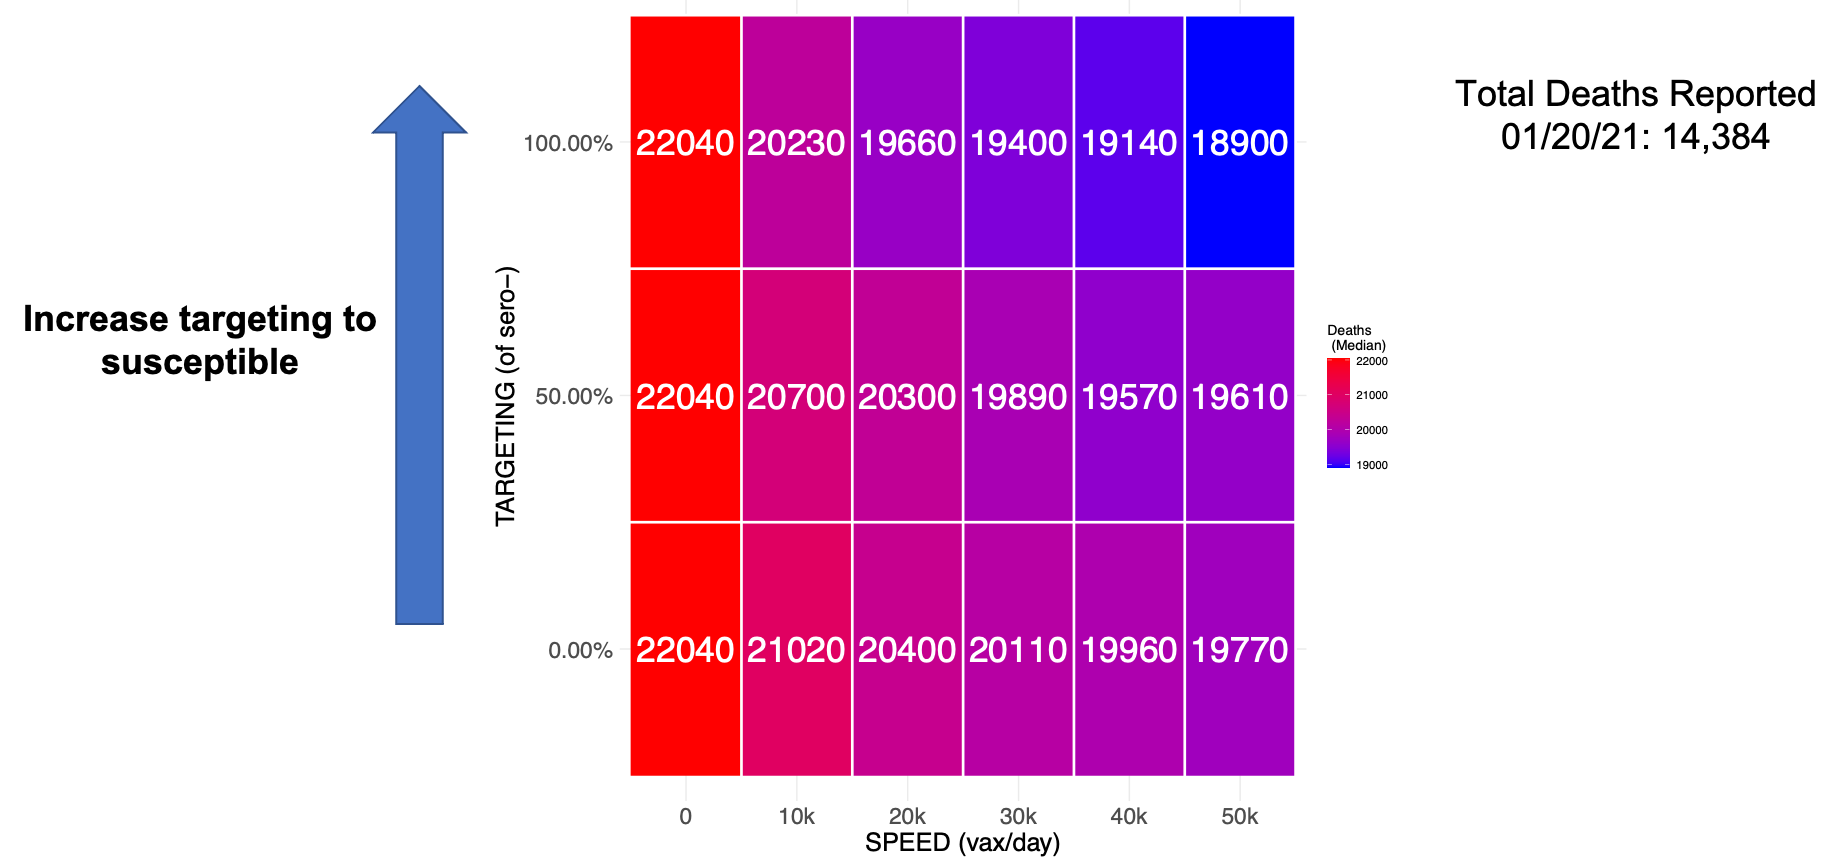 Total Deaths Reported
01/20/21: 14,384
Increase targeting to
susceptible
TARGETING (of sero−)
100.00% 22040 20230 19660 19400 19140 18900
50.00% 22040 20700 20300 19890 19570 19610
0.00% 22040 21020 20400 20110 19960 19770
0 10k 20k 30k 40k 50k
SPEED (vax/day)
Deaths
(Median)
22000
21000
20000
19000